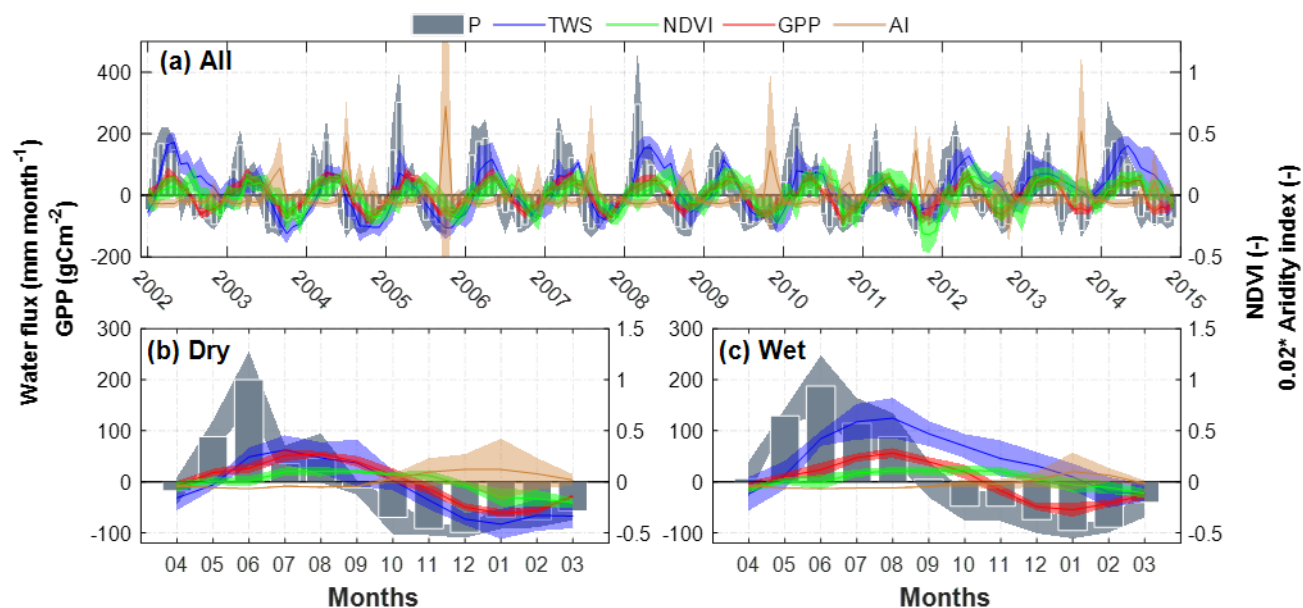 P TWS NDVI GPP AI
(a) All
400
200
0
-200
1
0.5
0
-0.5
2002 2003 2004 2005 2006 2007 2008 2009 2010 2011 2012 2013 2014 2015
Water flux (mm month⁻¹)
GPP (gCm⁻²)
NDVI (-)
0.02* Aridity index (-)
(b) Dry
300
200
100
0
-100
1.5
1
0.5
0
-0.5
04 05 06 07 08 09 10 11 12 01 02 03
Months
(c) Wet
300
200
100
0
-100
1.5
1
0.5
0
-0.5
04 05 06 07 08 09 10 11 12 01 02 03
Months